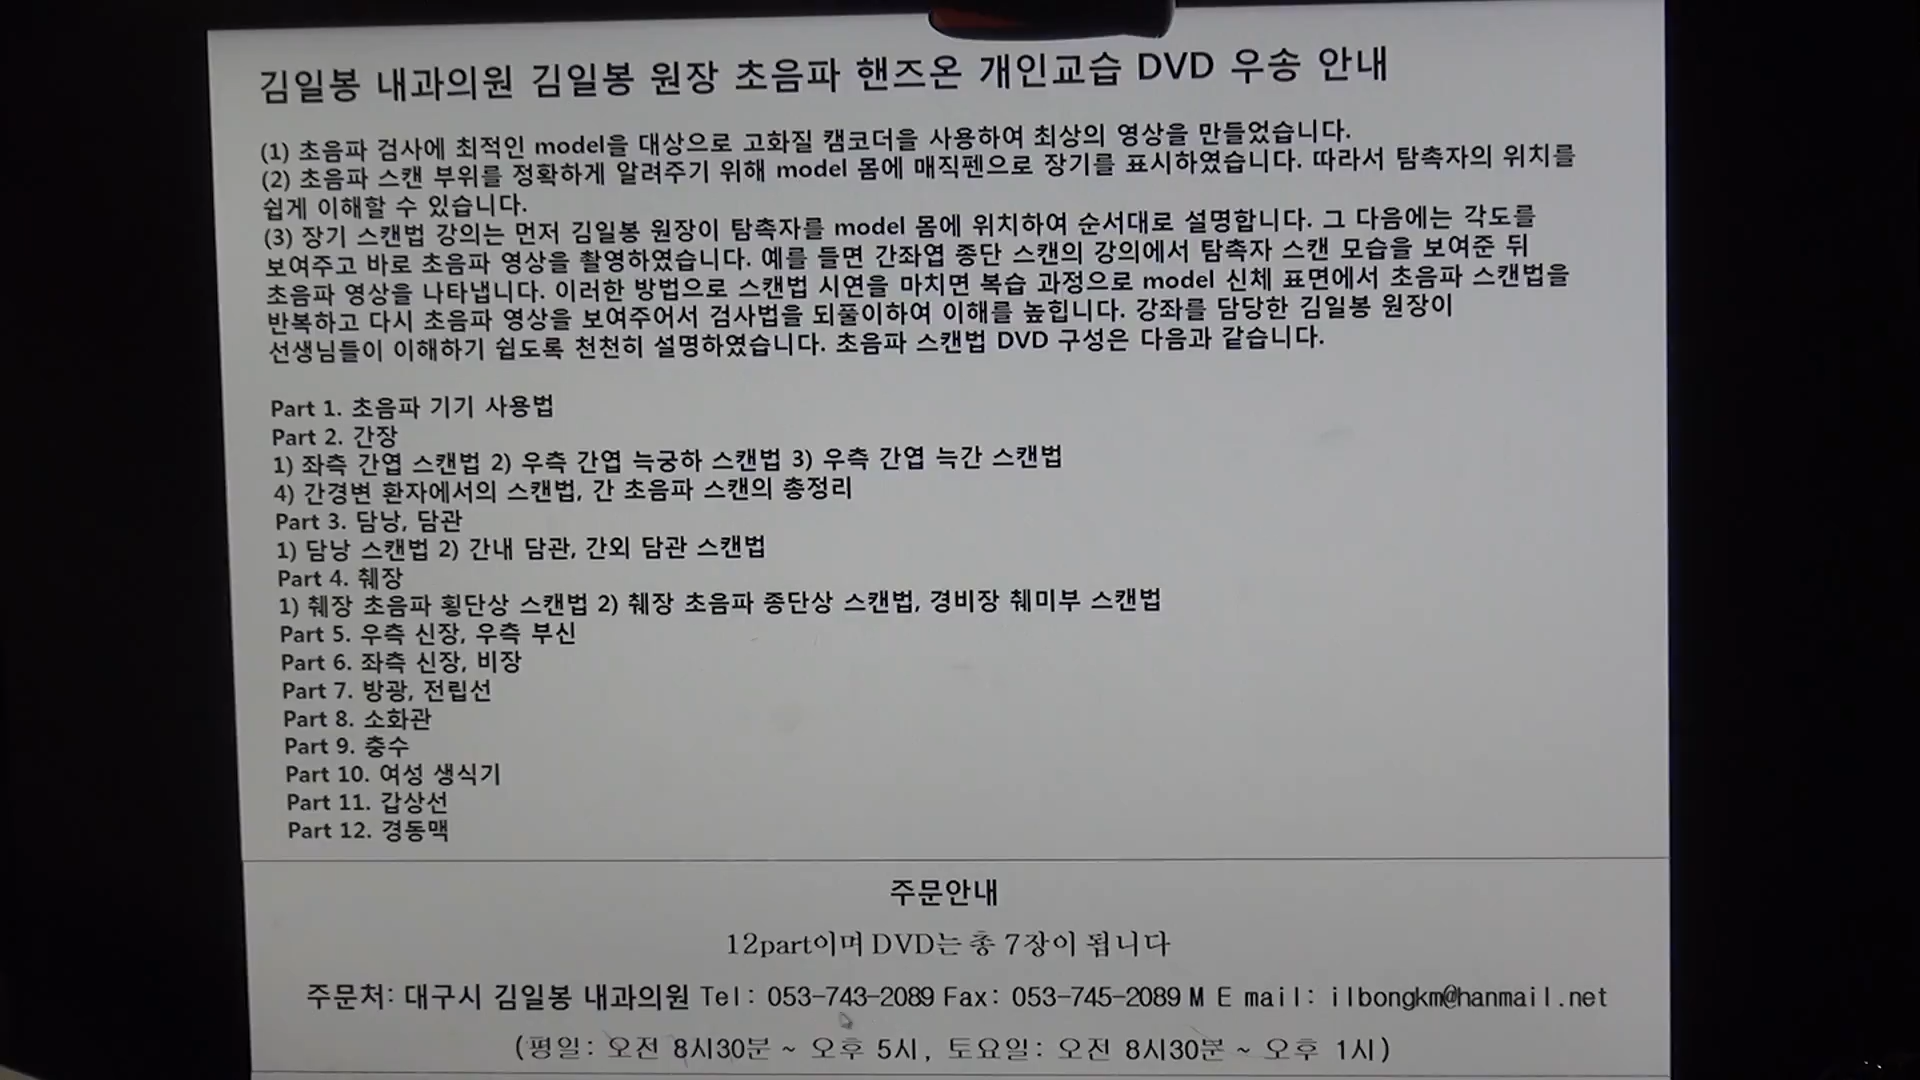 김일봉 내과의원 김일봉 원장 초음파 핸즈온 개인교습 DVD 우송 안내
(1) 초음파 검사에 최적인 model을 대상으로 고화질 캠코더을 사용하여 최상의 영상을 만들었습니다.
(2) 초음파 스캔 부위를 정확하게 알려주기 위해 model 몸에 매직펜으로 장기를 표시하였습니다. 따라서 탐촉자의 위치를
쉽게 이해할 수 있습니다.
(3) 장기 스캔법 강의는 먼저 김일봉 원장이 탐촉자를 model 몸에 위치하여 순서대로 설명합니다. 그 다음에는 각도를
보여주고 바로 초음파 영상을 촬영하였습니다. 예를 들면 간좌엽 종단 스캔의 강의에서 탐촉자 스캔 모습을 보여준 뒤
초음파 영상을 나타냅니다. 이러한 방법으로 스캔법 시연을 마치면 복습 과정으로 model 신체 표면에서 초음파 스캔법을
반복하고 다시 초음파 영상을 보여주어서 검사법을 되풀이하여 이해를 높힙니다. 강좌를 담당한 김일봉 원장이
선생님들이 이해하기 쉽도록 천천히 설명하였습니다. 초음파 스캔법 DVD 구성은 다음과 같습니다.
Part 1. 초음파 기기 사용법
Part 2. 간장
1) 좌측 간엽 스캔법 2) 우측 간엽 늑궁하 스캔법 3) 우측 간엽 늑간 스캔법
4) 간경변 환자에서의 스캔법, 간 초음파 스캔의 총정리
Part 3. 담낭, 담관
1) 담낭 스캔법 2) 간내 담관, 간외 담관 스캔법
Part 4. 췌장
1) 췌장 초음파 횡단상 스캔법 2) 췌장 초음파 종단상 스캔법, 경비장 췌미부 스캔법
Part 5. 우측 신장, 우측 부신
Part 6. 좌측 신장, 비장
Part 7. 방광, 전립선
Part 8. 소화관
Part 9. 충수
Part 10. 여성 생식기
Part 11. 갑상선
Part 12. 경동맥
주문안내
12part이며 DVD는 총 7장이 됩니다
주문처: 대구시 김일봉 내과의원 Tel: 053-743-2089 Fax: 053-745-2089 M E mail: ilbongkm@hanmail.net
(평일: 오전 8시30분 ~ 오후 5시, 토요일: 오전 8시30분 ~ 오후 1시)